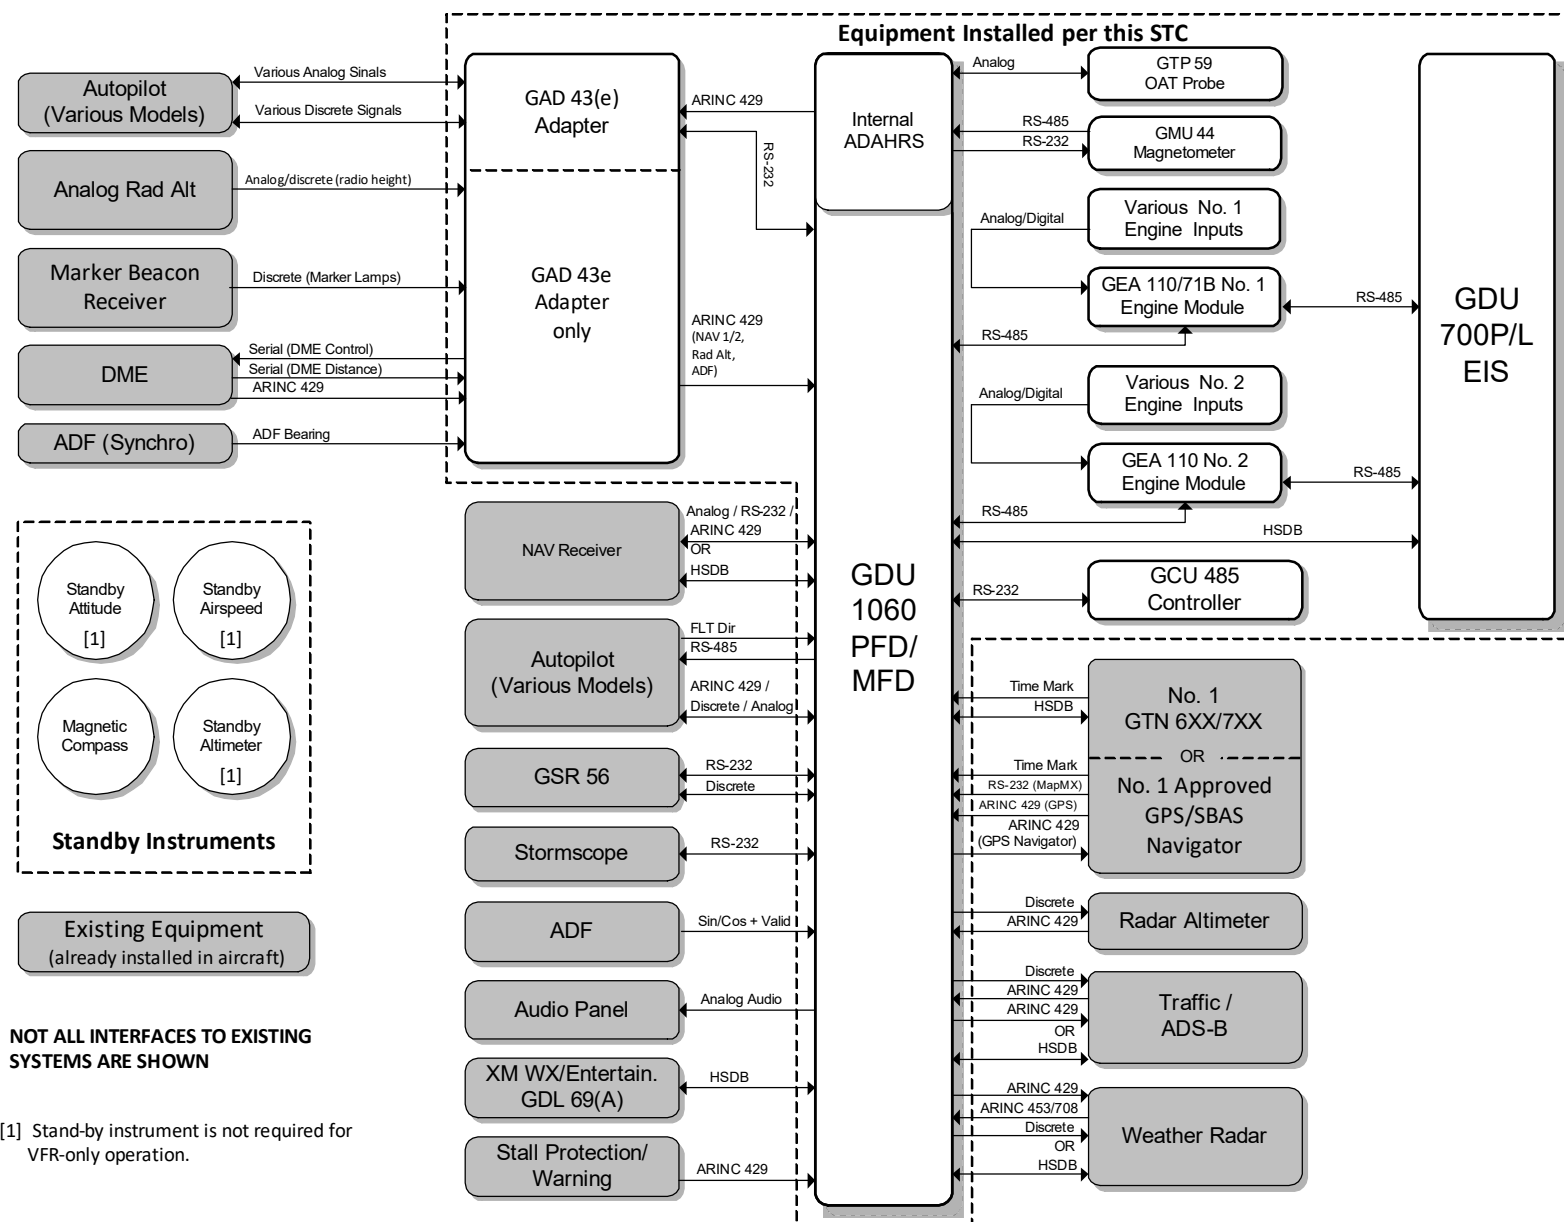 Equipment Installed per this STC
Autopilot
(Various Models)
Various Analog Sinals
Various Discrete Signals
Analog Rad Alt
Analog/discrete (radio height)
Marker Beacon
Receiver
Discrete (Marker Lamps)
DME
Serial (DME Control)
Serial (DME Distance)
ARINC 429
ADF (Synchro)
ADF Bearing
GAD 43(e)
Adapter
GAD 43e
Adapter
only
ARINC 429
RS-232
ARINC 429
(NAV 1/2,
Rad Alt,
ADF)
Internal
ADAHRS
GDU
1060
PFD/
MFD
Analog
GTP 59
OAT Probe
RS-485
RS-232
GMU 44
Magnetometer
Various No. 1
Engine Inputs
Analog/Digital
GEA 110/71B No. 1
Engine Module
RS-485
RS-485
Various No. 2
Engine Inputs
Analog/Digital
GEA 110 No. 2
Engine Module
RS-485
RS-485
HSDB
GDU
700P/L
EIS
RS-232
GCU 485
Controller
Standby
Attitude
[1]
Standby
Airspeed
[1]
Magnetic
Compass
Standby
Altimeter
[1]
Standby Instruments
Existing Equipment
(already installed in aircraft)
NOT ALL INTERFACES TO EXISTING
SYSTEMS ARE SHOWN
[1] Stand-by instrument is not required for
VFR-only operation.
NAV Receiver
Analog / RS-232 /
ARINC 429
OR
HSDB
Autopilot
(Various Models)
FLT Dir
RS-485
ARINC 429 /
Discrete / Analog
GSR 56
RS-232
Discrete
Stormscope
RS-232
ADF
Sin/Cos + Valid
Audio Panel
Analog Audio
XM WX/Entertain.
GDL 69(A)
HSDB
Stall Protection/
Warning
ARINC 429
Time Mark
HSDB
No. 1
GTN 6XX/7XX
OR
No. 1 Approved
GPS/SBAS
Navigator
Time Mark
RS-232 (MapMX)
ARINC 429 (GPS)
ARINC 429
(GPS Navigator)
Discrete
ARINC 429
Radar Altimeter
Discrete
ARINC 429
ARINC 429
OR
HSDB
Traffic /
ADS-B
ARINC 429
ARINC 453/708
Discrete
OR
HSDB
Weather Radar